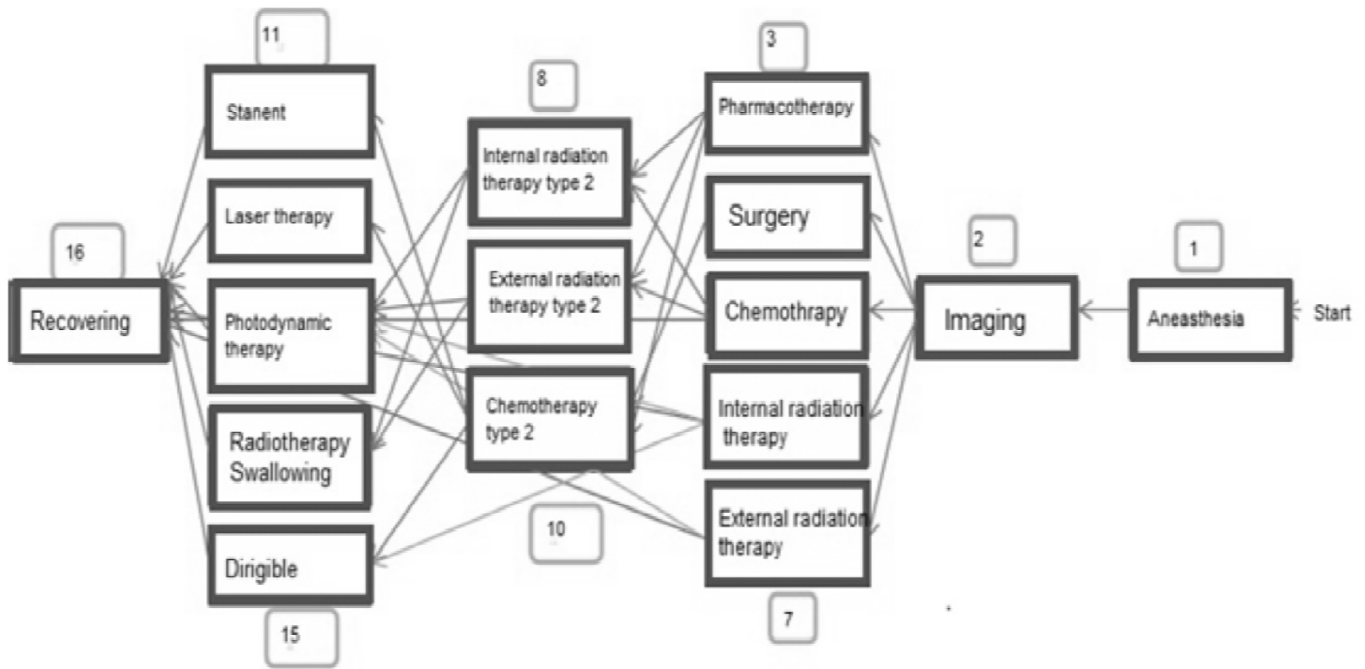 11
Stanent
Laser therapy
Photodynamic
therapy
Radiotherapy
Swallowing
Dirigible
15
16
Recovering
8
Internal radiation
therapy type 2
External radiation
therapy type 2
Chemotherapy
type 2
10
3
Pharmacotherapy
Surgery
Chemothrapy
Internal radiation
therapy
External radiation
therapy
7
2
Imaging
1
Aneasthesia
Start